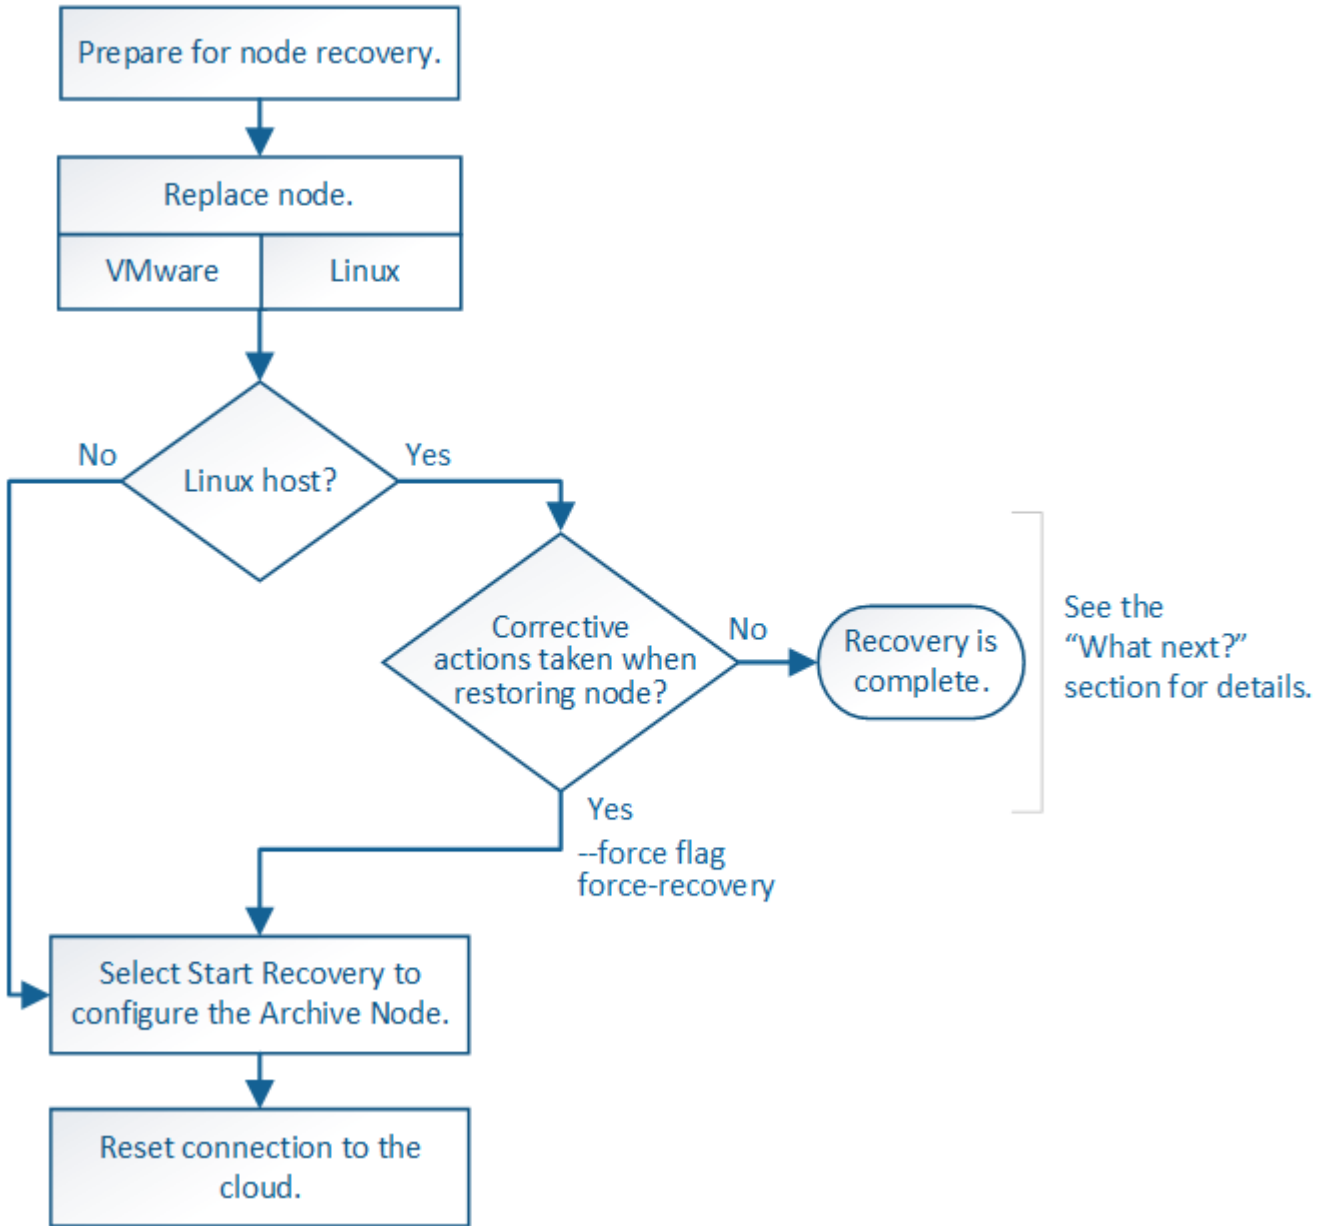 Prepare for node recovery.
Replace node.
VMware
Linux
No
Yes
Linux host?
Corrective
actions taken when
restoring node?
No
Recovery is
complete.
See the
“What next?”
section for details.
Yes
--force flag
force-recovery
Select Start Recovery to
configure the Archive Node.
Reset connection to the
cloud.